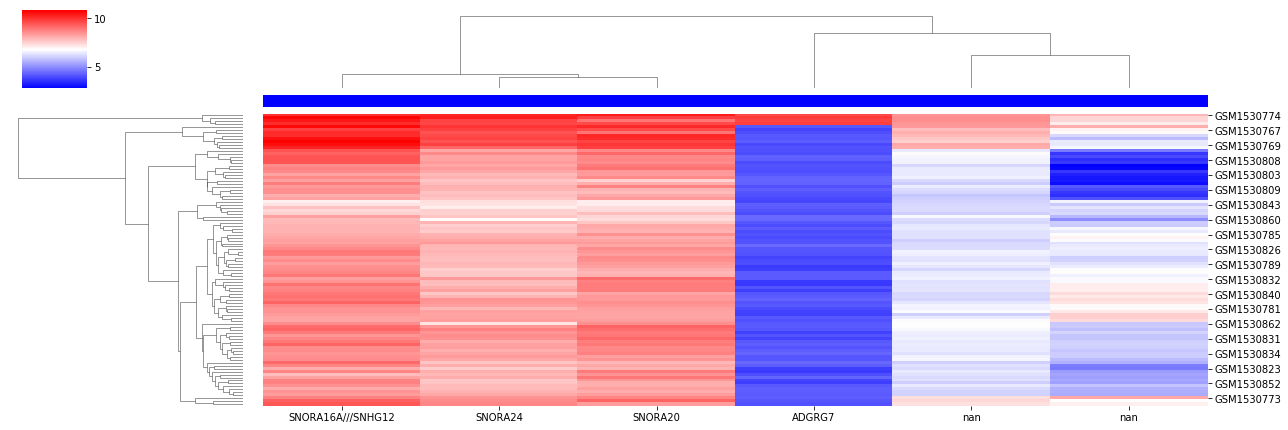 10
5
GSM1530774
GSM1530767
GSM1530769
GSM1530808
GSM1530803
GSM1530809
GSM1530843
GSM1530860
GSM1530785
GSM1530826
GSM1530789
GSM1530832
GSM1530840
GSM1530781
GSM1530862
GSM1530831
GSM1530834
GSM1530823
GSM1530852
GSM1530773
SNORA16A///SNHG12 SNORA24 SNORA20 ADGRG7 nan nan